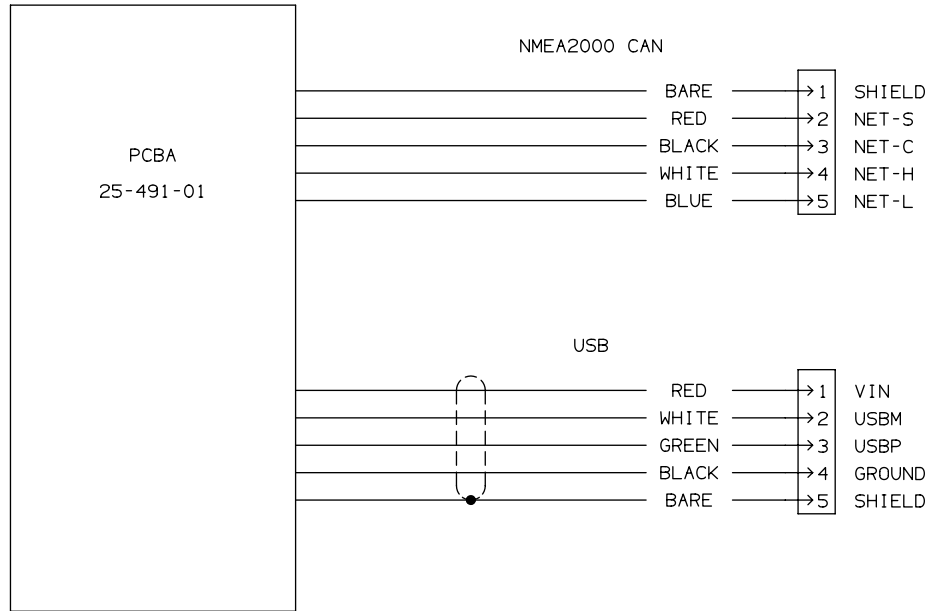 NMEA2000 CAN
PCBA
25-491-01
BARE 1 SHIELD
RED 2 NET-S
BLACK 3 NET-C
WHITE 4 NET-H
BLUE 5 NET-L
USB
RED 1 VIN
WHITE 2 USBM
GREEN 3 USBP
BLACK 4 GROUND
BARE 5 SHIELD